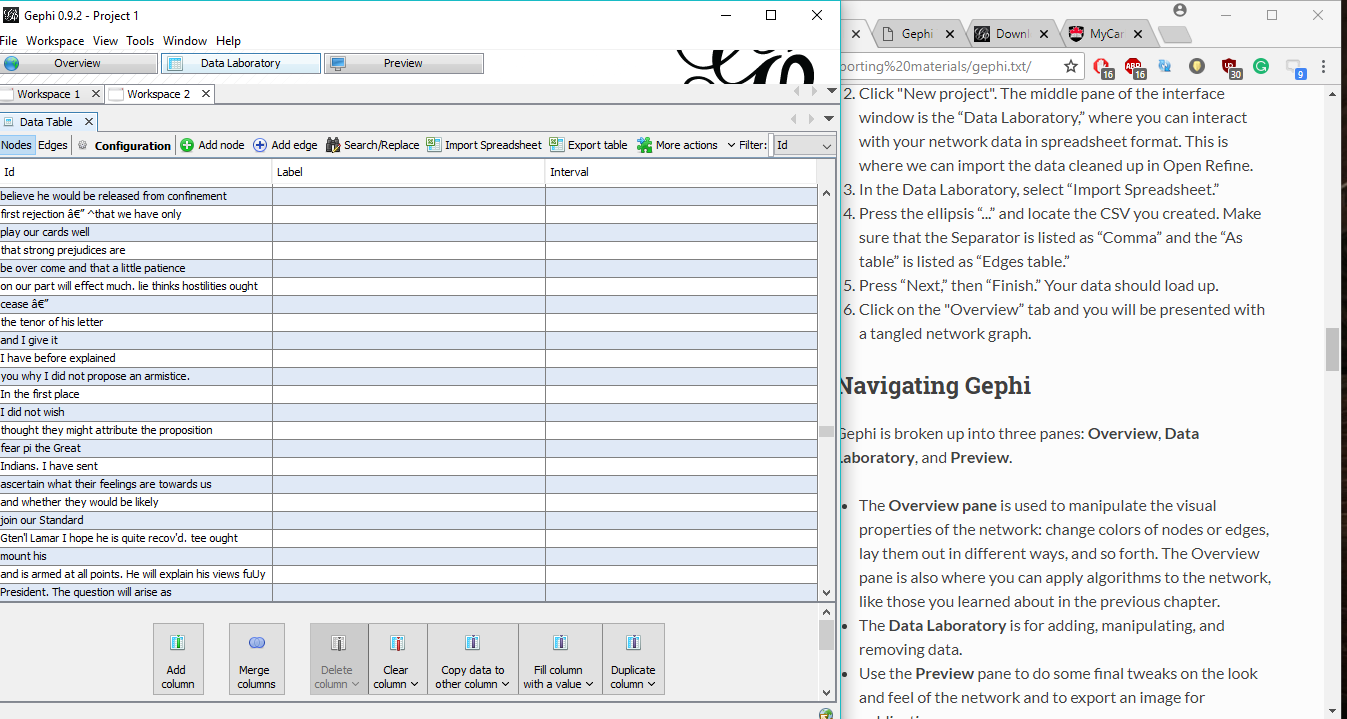 Gephi 0.9.2 - Project 1
File Workspace View Tools Window Help
Overview Data Laboratory Preview
Workspace 1 Workspace 2
Data Table
Nodes Edges Configuration Add node Add edge Search/Replace Import Spreadsheet Export table More actions Filter: Id
Id Label Interval
believe he would be released from confinement
first rejection â€” ^that we have only
play our cards well
that strong prejudices are
be over come and that a little patience
on our part will effect much. lie thinks hostilities ought
cease â€”
the tenor of his letter
and I give it
I have before explained
you why I did not propose an armistice.
In the first place
I did not wish
thought they might attribute the proposition
fear pi the Great
Indians. I have sent
ascertain what their feelings are towards us
and whether they would be likely
join our Standard
Gten'l Lamar I hope he is quite recov'd. tee ought
mount his
and is armed at all points. He will explain his views fuUy
President. The question will arise as
Add column
Merge columns
Delete column
Clear column
Copy data to other column
Fill column with a value
Duplicate column
Gephi Downl MyCar
porting%20materials/gephi.txt/
16 16 30 9
2. Click "New project". The middle pane of the interface
window is the “Data Laboratory,” where you can interact
with your network data in spreadsheet format. This is
where we can import the data cleaned up in Open Refine.
3. In the Data Laboratory, select “Import Spreadsheet.”
4. Press the ellipsis “...” and locate the CSV you created. Make
sure that the Separator is listed as “Comma” and the “As
table” is listed as “Edges table.”
5. Press “Next,” then “Finish.” Your data should load up.
6. Click on the "Overview” tab and you will be presented with
a tangled network graph.
Navigating Gephi
Gephi is broken up into three panes: Overview, Data
Laboratory, and Preview.
• The Overview pane is used to manipulate the visual
properties of the network: change colors of nodes or edges,
lay them out in different ways, and so forth. The Overview
pane is also where you can apply algorithms to the network,
like those you learned about in the previous chapter.
• The Data Laboratory is for adding, manipulating, and
removing data.
• Use the Preview pane to do some final tweaks on the look
and feel of the network and to export an image for